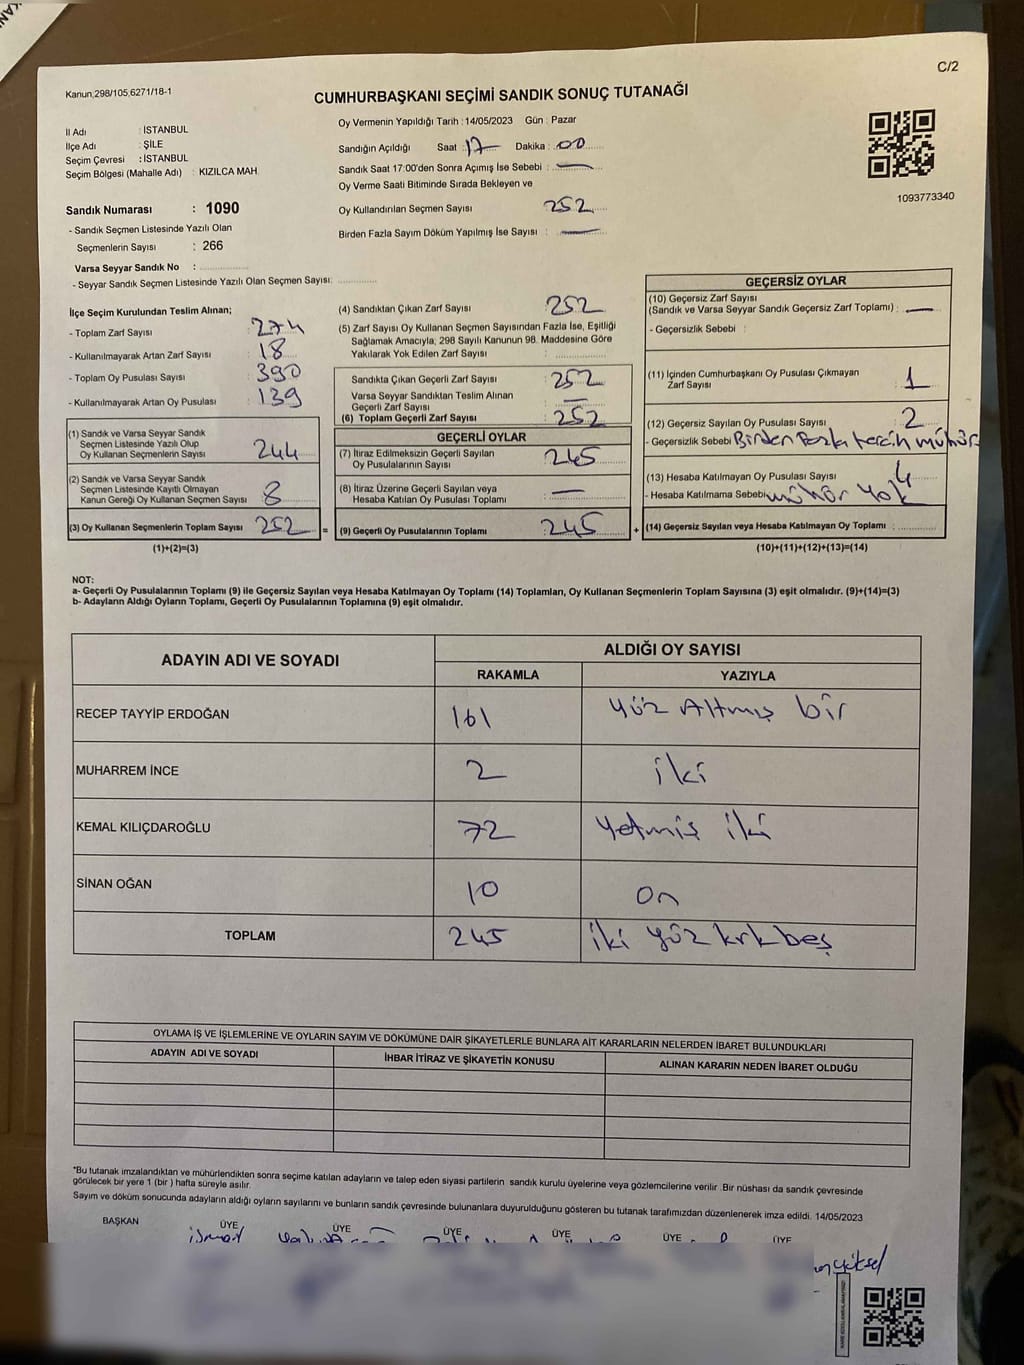 C/2
Kanun,298/105,6271/18-1
CUMHURBAŞKANI SEÇİMİ SANDIK SONUÇ TUTANAĞI
İl Adı : İSTANBUL
İlçe Adı : ŞİLE
Seçim Çevresi : İSTANBUL
Seçim Bölgesi (Mahalle Adı) : KIZILCA MAH
Oy Vermenin Yapıldığı Tarih : 14/05/2023 Gün : Pazar
Sandığın Açıldığı Saat : 17 Dakika : 00
Sandık Saat 17:00'den Sonra Açımış İse Sebebi : —
Oy Verme Saati Bitiminde Sırada Bekleyen ve
Oy Kullandırılan Seçmen Sayısı 252
Birden Fazla Sayım Döküm Yapılmış İse Sayısı : —
1093773340
Sandık Numarası : 1090
- Sandık Seçmen Listesinde Yazılı Olan
Seçmenlerin Sayısı : 266
Varsa Seyyar Sandık No :
- Seyyar Sandık Seçmen Listesinde Yazılı Olan Seçmen Sayısı:
İlçe Seçim Kurulundan Teslim Alınan;
- Toplam Zarf Sayısı : 274
- Kullanılmayarak Artan Zarf Sayısı : 18
- Toplam Oy Pusulası Sayısı : 390
- Kullanılmayarak Artan Oy Pusulası : 139
(1) Sandık ve Varsa Seyyar Sandık
Seçmen Listesinde Yazılı Olup
Oy Kullanan Seçmenlerin Sayısı 244
(2) Sandık ve Varsa Seyyar Sandık
Seçmen Listesinde Kayıtlı Olmayan
Kanun Gereği Oy Kullanan Seçmen Sayısı 8
(3) Oy Kullanan Seçmenlerin Toplam Sayısı 252 =
(1)+(2)=(3)
(4) Sandıktan Çıkan Zarf Sayısı : 252
(5) Zarf Sayısı Oy Kullanan Seçmen Sayısından Fazla İse, Eşitliği
Sağlamak Amacıyla, 298 Sayılı Kanunun 98. Maddesine Göre
Yakılarak Yok Edilen Zarf Sayısı :
Sandıkta Çıkan Geçerli Zarf Sayısı : 252
Varsa Seyyar Sandıktan Teslim Alınan
Geçerli Zarf Sayısı : —
(6) Toplam Geçerli Zarf Sayısı : 252
GEÇERLİ OYLAR
(7) İtiraz Edilmeksizin Geçerli Sayılan
Oy Pusulalarının Sayısı : 245
(8) İtiraz Üzerine Geçerli Sayılan veya
Hesaba Katılan Oy Pusulası Toplamı : —
(9) Geçerli Oy Pusulalarının Toplamı : 245 +
GEÇERSİZ OYLAR
(10) Geçersiz Zarf Sayısı
(Sandık ve Varsa Seyyar Sandık Geçersiz Zarf Toplamı) : —
- Geçersizlik Sebebi :
(11) İçinden Cumhurbaşkanı Oy Pusulası Çıkmayan
Zarf Sayısı : 1
(12) Geçersiz Sayılan Oy Pusulası Sayısı : 2
- Geçersizlik Sebebi Birden Fazla tercih mühür
(13) Hesaba Katılmayan Oy Pusulası Sayısı : 4
- Hesaba Katılmama Sebebi mühür Yok
(14) Geçersiz Sayılan veya Hesaba Katılmayan Oy Toplamı :
(10)+(11)+(12)+(13)=(14)
NOT:
a- Geçerli Oy Pusulalarının Toplamı (9) ile Geçersiz Sayılan veya Hesaba Katılmayan Oy Toplamı (14) Toplamları, Oy Kullanan Seçmenlerin Toplam Sayısına (3) eşit olmalıdır. (9)+(14)=(3)
b- Adayların Aldığı Oyların Toplamı, Geçerli Oy Pusulalarının Toplamına (9) eşit olmalıdır.
ADAYIN ADI VE SOYADI ALDIĞI OY SAYISI
RAKAMLA YAZIYLA
RECEP TAYYİP ERDOĞAN 161 Yüz Altmış bir
MUHARREM İNCE 2 iki
KEMAL KILIÇDAROĞLU 72 Yetmiş iki
SİNAN OĞAN 10 On
TOPLAM 245 iki yüz kırkbeş
OYLAMA İŞ VE İŞLEMLERİNE VE OYLARIN SAYIM VE DÖKÜMÜNE DAİR ŞİKAYETLERLE BUNLARA AİT KARARLARIN NELERDEN İBARET BULUNDUKLARI
ADAYIN ADI VE SOYADI İHBAR İTİRAZ VE ŞİKAYETİN KONUSU ALINAN KARARIN NEDEN İBARET OLDUĞU
*Bu tutanak imzalandıktan ve mühürlendikten sonra seçime katılan adayların ve talep eden siyasi partilerin sandık kurulu üyelerine veya gözlemcilerine verilir .Bir nüshası da sandık çevresinde
görülecek bir yere 1 (bir ) hafta süreyle asılır.
Sayım ve döküm sonucunda adayların aldığı oyların sayılarını ve bunların sandık çevresinde bulunanlara duyurulduğunu gösteren bu tutanak tarafımızdan düzenlenerek imza edildi. 14/05/2023
BAŞKAN ÜYE ÜYE ÜYE ÜYE ÜYE ÜYE
yüksel